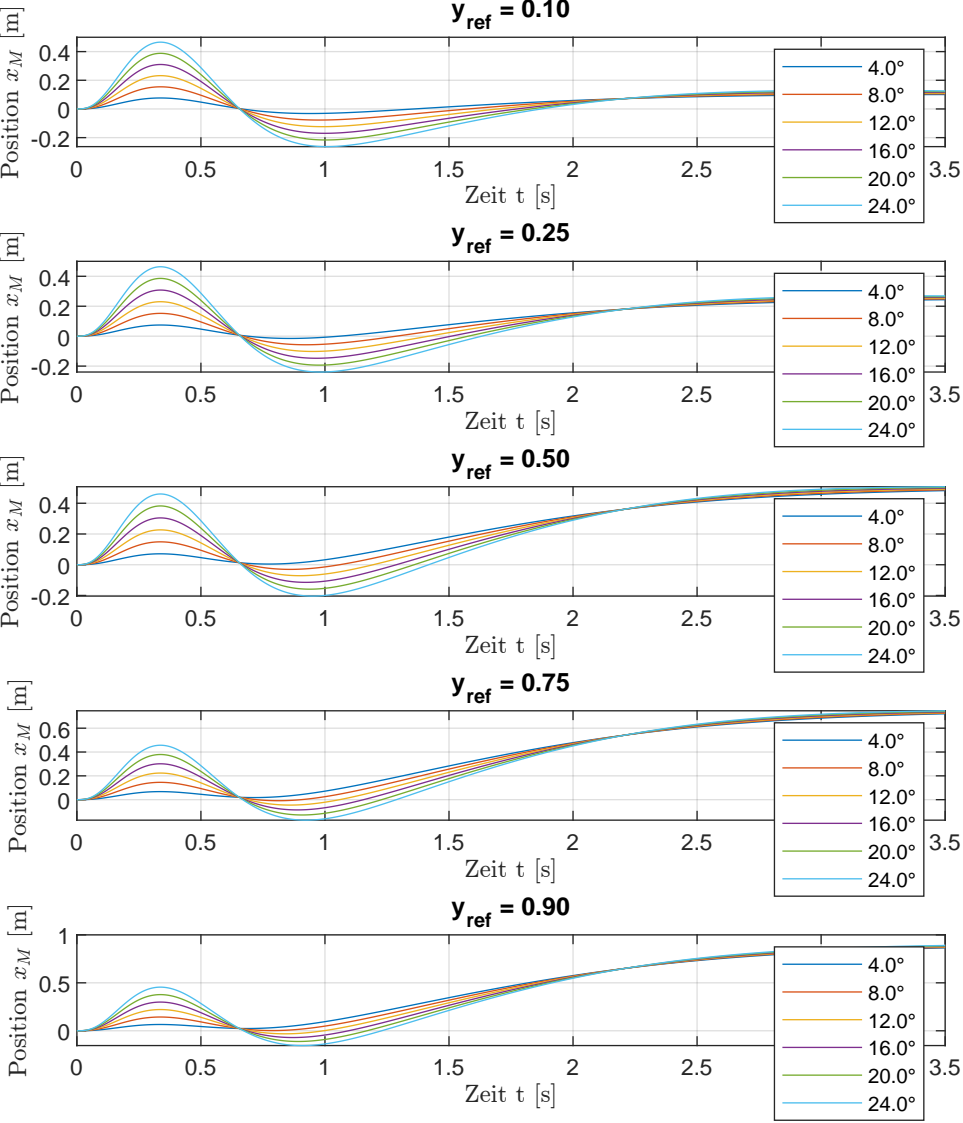 y_ref = 0.10
Position x_M [m]
0.4
0.2
0
-0.2
0 0.5 1 1.5 2 2.5 3 3.5
Zeit t [s]
4.0°
8.0°
12.0°
16.0°
20.0°
24.0°
y_ref = 0.25
Position x_M [m]
0.4
0.2
0
-0.2
0 0.5 1 1.5 2 3.5
Zeit t [s]
4.0°
8.0°
12.0°
16.0°
20.0°
24.0°
y_ref = 0.50
Position x_M [m]
0.4
0.2
0
-0.2
0 0.5 1 1.5 2 2.5 3.5
Zeit t [s]
4.0°
8.0°
12.0°
16.0°
20.0°
24.0°
y_ref = 0.75
Position x_M [m]
0.6
0.4
0.2
0
0 0.5 1 1.5 2 2.5 3.5
Zeit t [s]
4.0°
8.0°
12.0°
16.0°
20.0°
24.0°
y_ref = 0.90
Position x_M [m]
1
0.5
0
0 0.5 1 1.5 2 2.5 3.5
Zeit t [s]
4.0°
8.0°
12.0°
16.0°
20.0°
24.0°